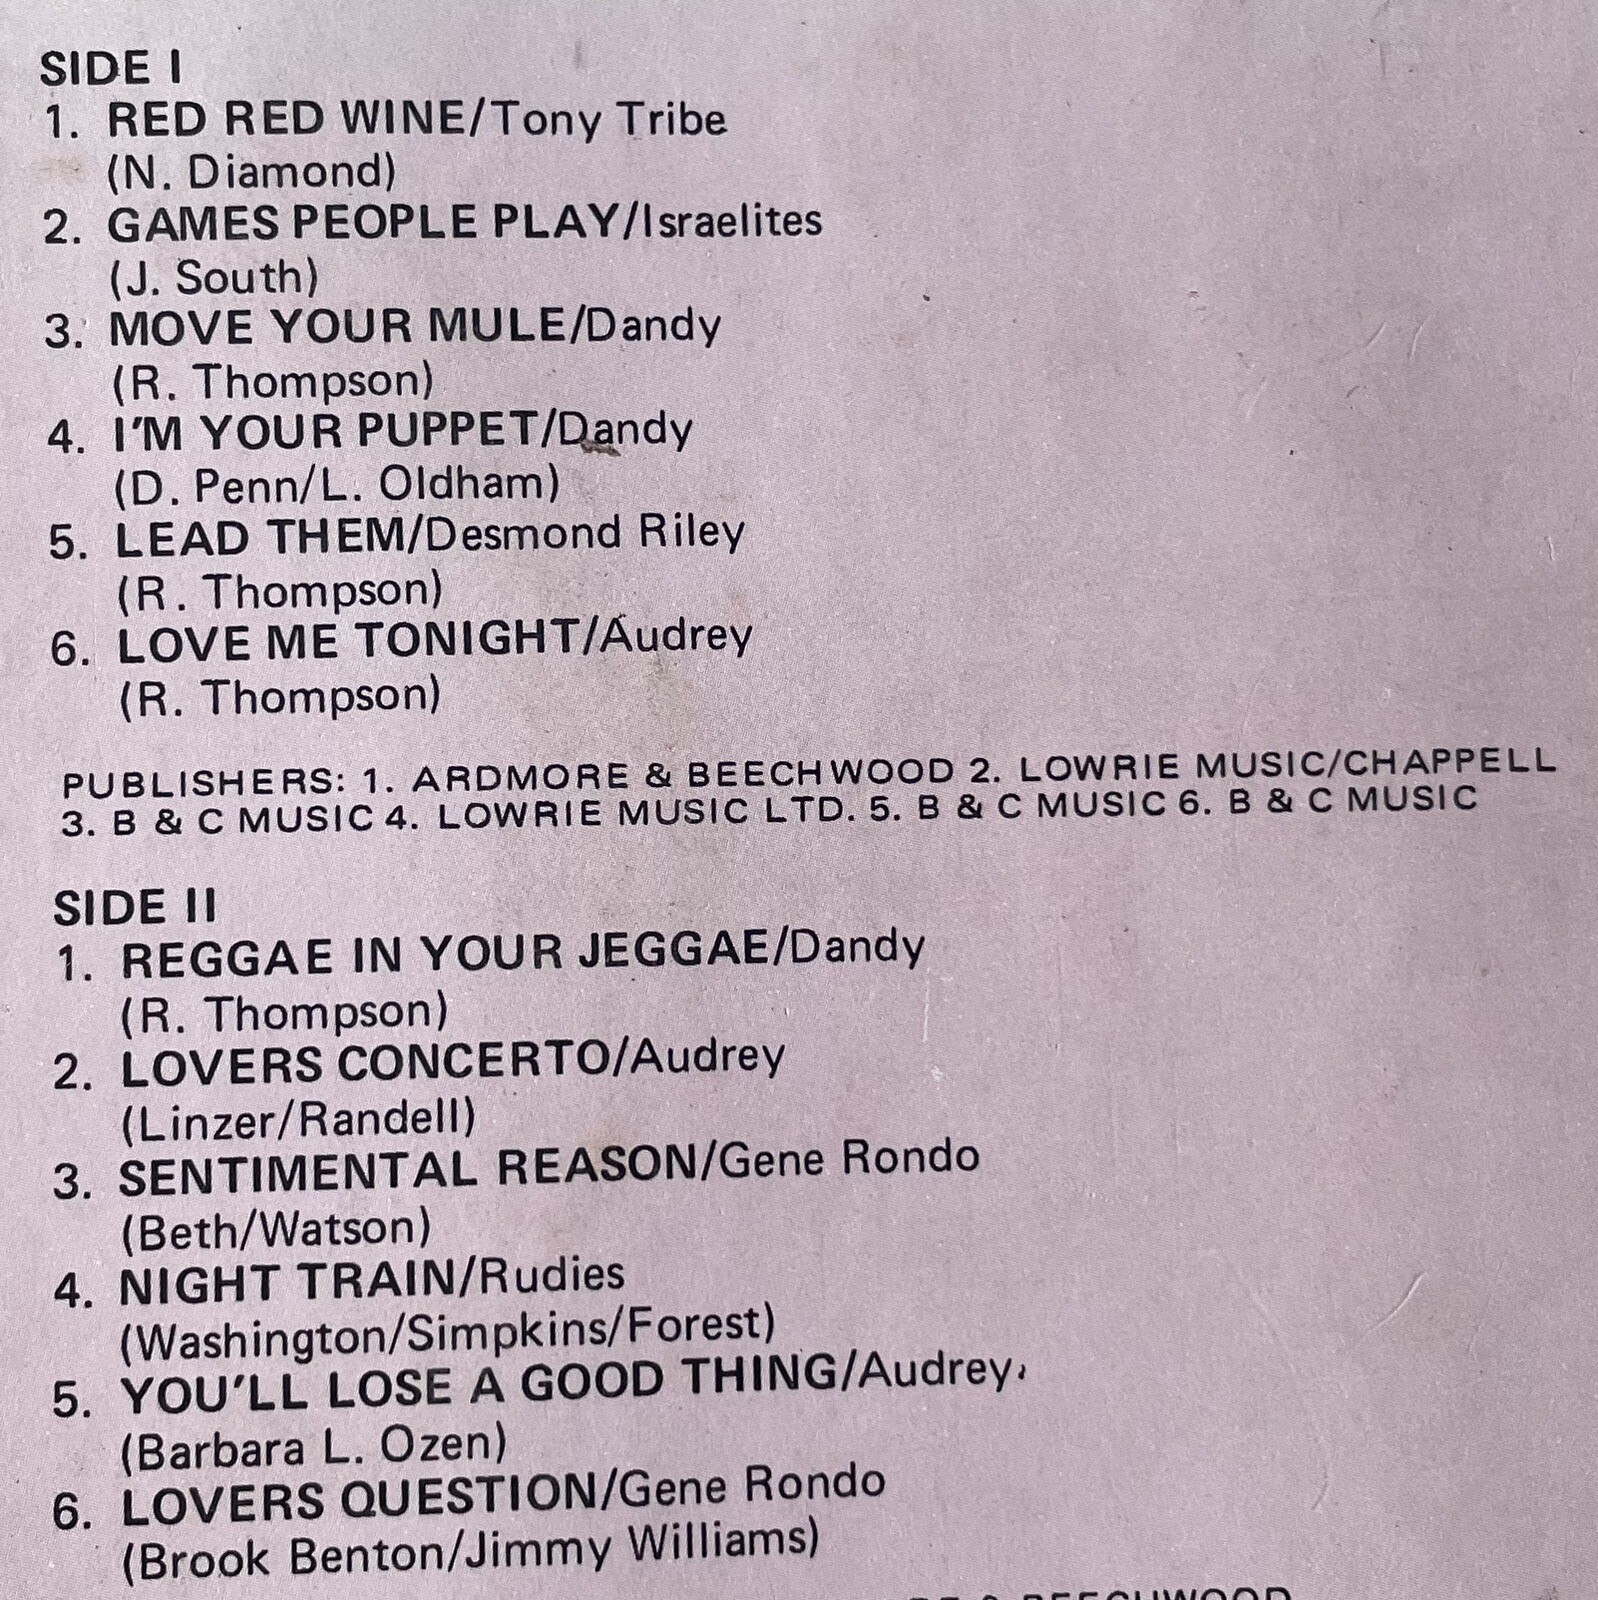 SIDE I
1. RED RED WINE/Tony Tribe
(N. Diamond)
2. GAMES PEOPLE PLAY/Israelites
(J. South)
3. MOVE YOUR MULE/Dandy
(R. Thompson)
4. I'M YOUR PUPPET/Dandy
(D. Penn/L. Oldham)
5. LEAD THEM/Desmond Riley
(R. Thompson)
6. LOVE ME TONIGHT/Audrey
(R. Thompson)
PUBLISHERS: 1. ARDMORE & BEECHWOOD 2. LOWRIE MUSIC/CHAPPELL
3. B & C MUSIC 4. LOWRIE MUSIC LTD. 5. B & C MUSIC 6. B & C MUSIC
SIDE II
1. REGGAE IN YOUR JEGGAE/Dandy
(R. Thompson)
2. LOVERS CONCERTO/Audrey
(Linzer/Randell)
3. SENTIMENTAL REASON/Gene Rondo
(Beth/Watson)
4. NIGHT TRAIN/Rudies
(Washington/Simpkins/Forest)
5. YOU'LL LOSE A GOOD THING/Audrey
(Barbara L. Ozen)
6. LOVERS QUESTION/Gene Rondo
(Brook Benton/Jimmy Williams)
& BEECHWOOD